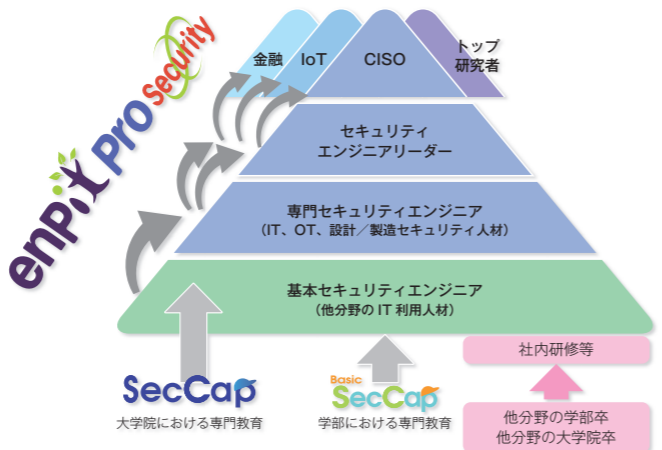 金融
IoT
CISO
トップ
研究者
enPiT Pro Security
セキュリティ
エンジニアリーダー
専門セキュリティエンジニア
（IT、OT、設計／製造セキュリティ人材）
基本セキュリティエンジニア
（他分野の IT 利用人材）
SecCap
大学院における専門教育
Basic
SecCap
学部における専門教育
社内研修等
他分野の学部卒
他分野の大学院卒